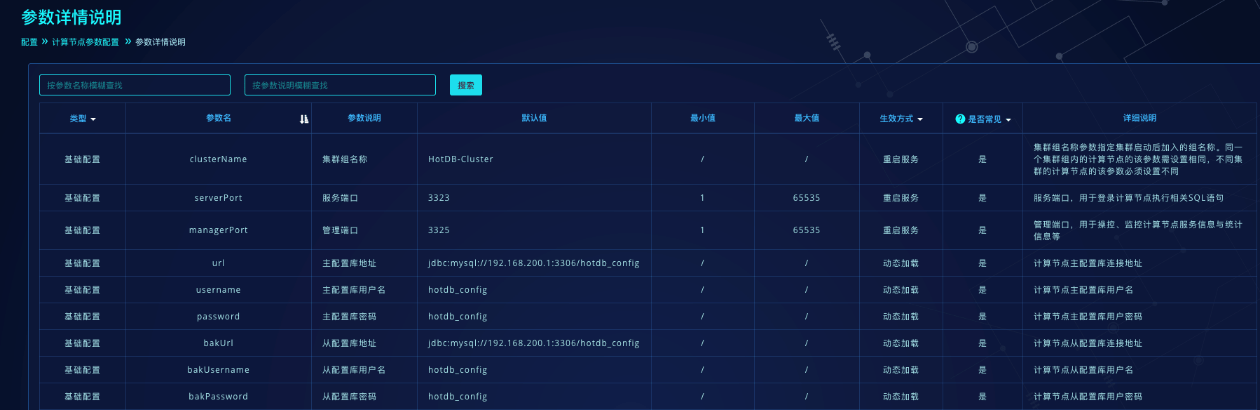 参数详情说明
配置 » 计算节点参数配置 » 参数详情说明
按参数名称模糊查找 按参数说明模糊查找 搜索
类型 参数名 参数说明 默认值 最小值 最大值 生效方式 ? 是否常见 详细说明
基础配置 clusterName 集群组名称 HotDB-Cluster / / 重启服务 是 集群组名称参数指定集群启动后加入的组名称。同一
个集群组内的计算节点的该参数需设置相同，不同集
群的计算节点的该参数必须设置不同
基础配置 serverPort 服务端口 3323 1 65535 重启服务 是 服务端口，用于登录计算节点执行相关SQL语句
基础配置 managerPort 管理端口 3325 1 65535 重启服务 是 管理端口，用于操控、监控计算节点服务信息与统计
信息等
基础配置 url 主配置库地址 jdbc:mysql://192.168.200.1:3306/hotdb_config / / 动态加载 是 计算节点主配置库连接地址
基础配置 username 主配置库用户名 hotdb_config / / 动态加载 是 计算节点主配置库用户名
基础配置 password 主配置库密码 hotdb_config / / 动态加载 是 计算节点主配置库用户密码
基础配置 bakUrl 从配置库地址 jdbc:mysql://192.168.200.1:3306/hotdb_config / / 动态加载 是 计算节点从配置库连接地址
基础配置 bakUsername 从配置库用户名 hotdb_config / / 动态加载 是 计算节点从配置库用户名
基础配置 bakPassword 从配置库密码 hotdb_config / / 动态加载 是 计算节点从配置库用户密码